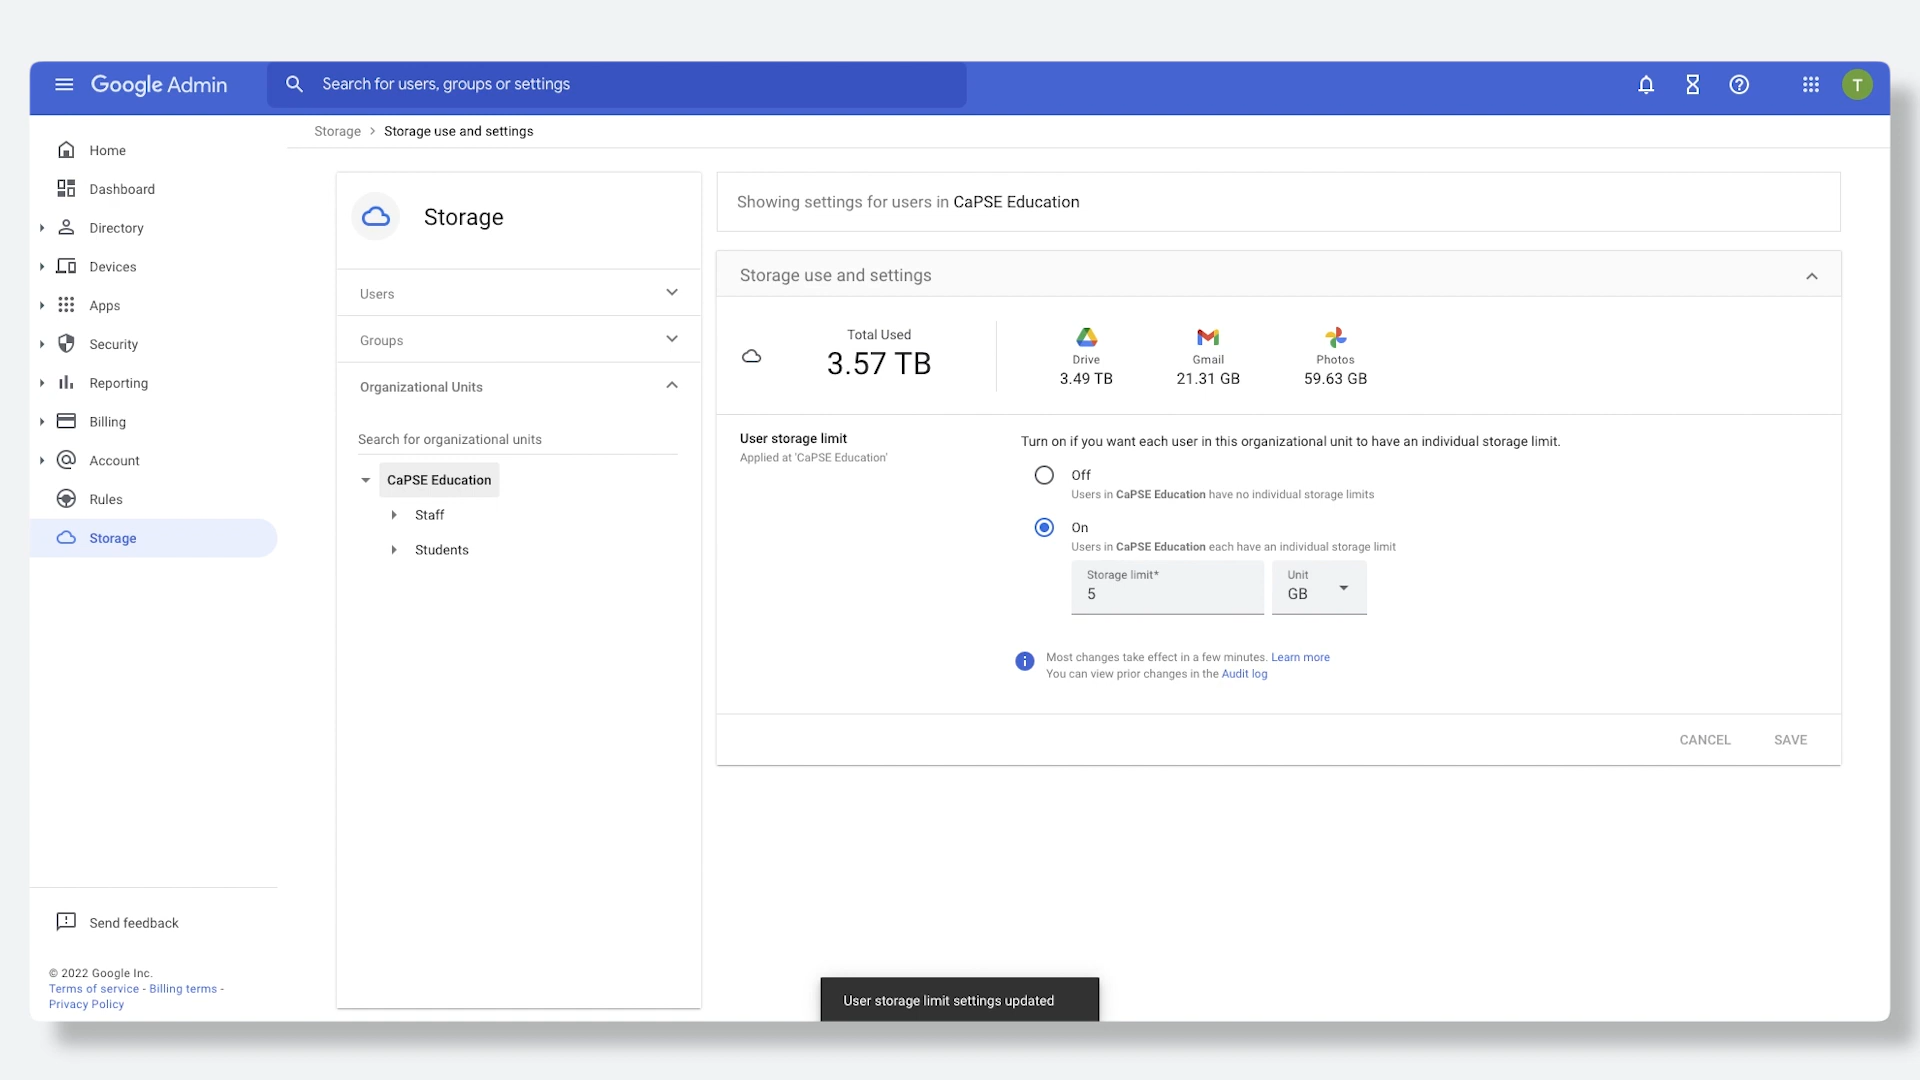 Google Admin
Search for users, groups or settings
T
Storage > Storage use and settings
Home
Dashboard
Directory
Devices
Apps
Security
Reporting
Billing
Account
Rules
Storage
Send feedback
© 2022 Google Inc.
Terms of service - Billing terms -
Privacy Policy
Storage
Users
Groups
Organizational Units
Search for organizational units
CaPSE Education
Staff
Students
Showing settings for users in CaPSE Education
Storage use and settings
Total Used
3.57 TB
Drive
3.49 TB
Gmail
21.31 GB
Photos
59.63 GB
User storage limit
Applied at 'CaPSE Education'
Turn on if you want each user in this organizational unit to have an individual storage limit.
Off
Users in CaPSE Education have no individual storage limits
On
Users in CaPSE Education each have an individual storage limit
Storage limit*
5
Unit
GB
Most changes take effect in a few minutes. Learn more
You can view prior changes in the Audit log
CANCEL
SAVE
User storage limit settings updated